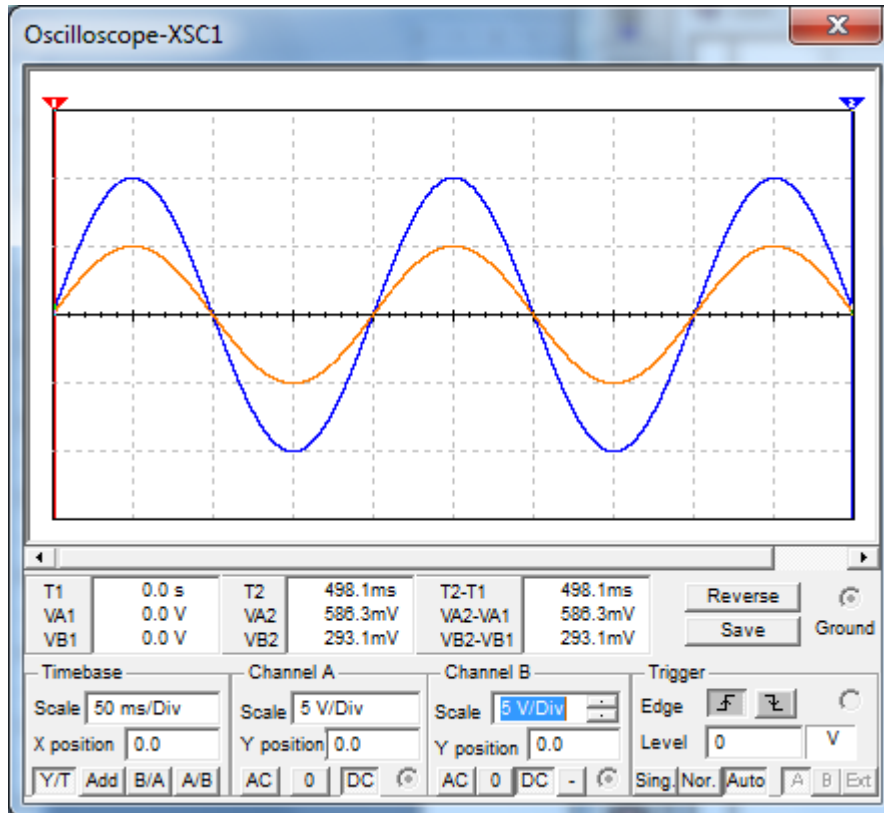 Oscilloscope-XSC1
1 2
T1 0.0 s T2 498.1ms T2-T1 498.1ms
VA1 0.0 V VA2 586.3mV VA2-VA1 586.3mV
VB1 0.0 V VB2 293.1mV VB2-VB1 293.1mV
Reverse
Save
Ground
Timebase
Scale 50 ms/Div
X position 0.0
Y/T Add B/A A/B
Channel A
Scale 5 V/Div
Y position 0.0
AC 0 DC
Channel B
Scale 5 V/Div
Y position 0.0
AC 0 DC -
Trigger
Edge
Level 0 V
Sing. Nor. Auto A B Ext